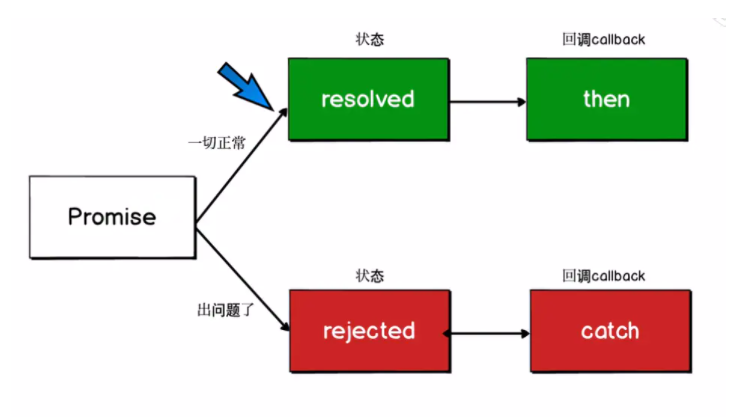 状态
回调callback
resolved
then
一切正常
Promise
状态
回调callback
出问题了
rejected
catch